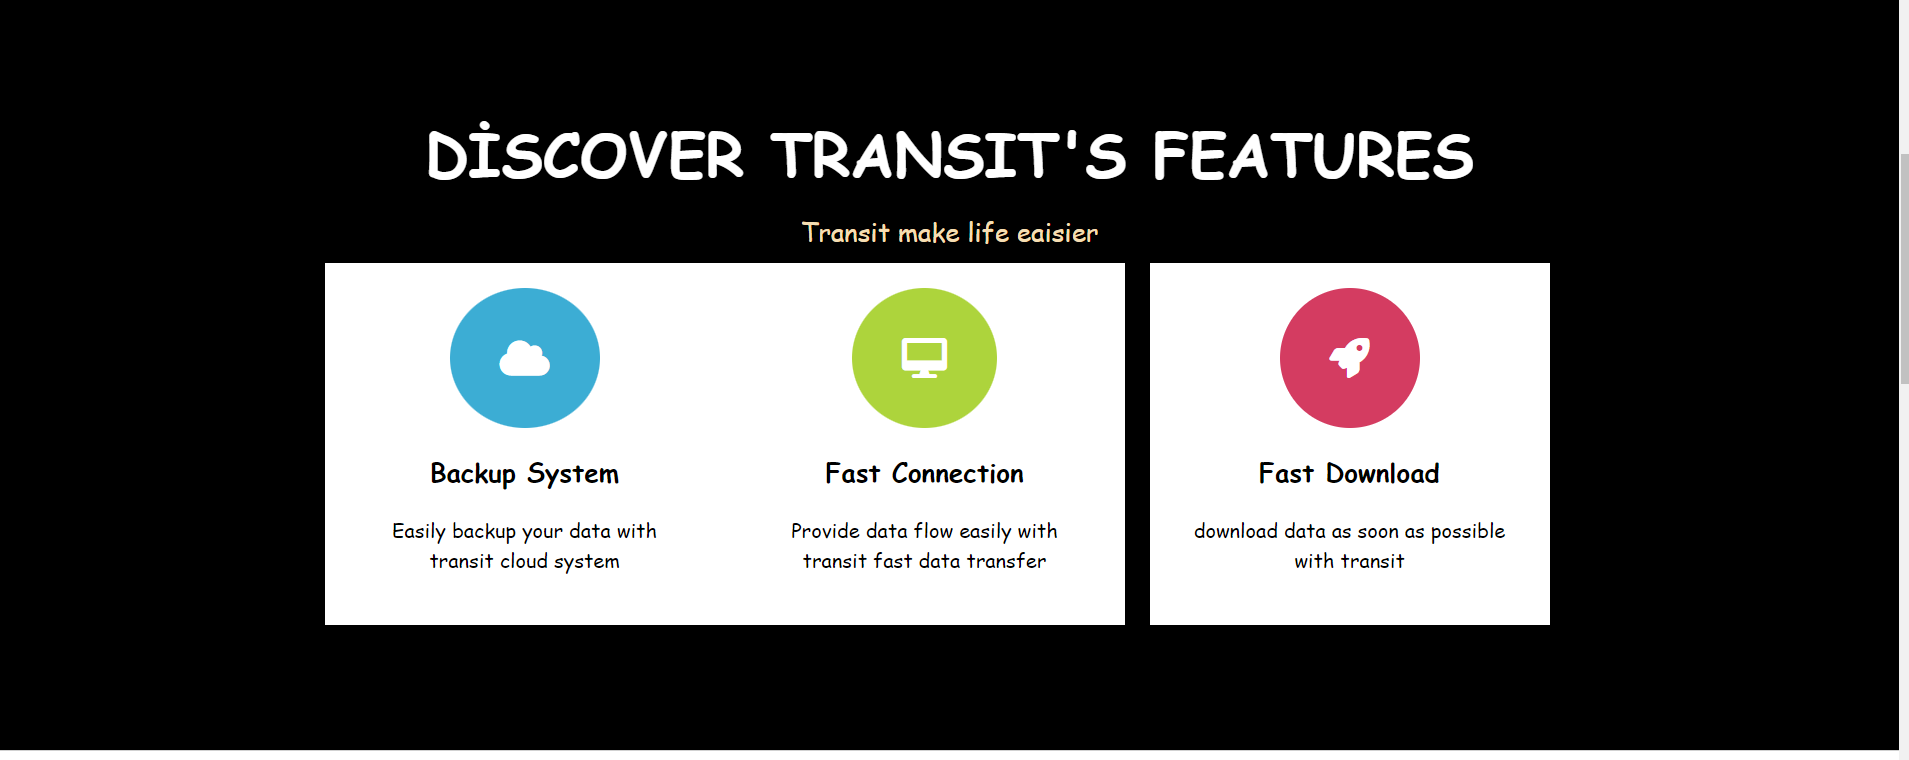 DİSCOVER TRANSIT'S FEATURES
Transit make life eaisier
Backup System
Easily backup your data with
transit cloud system
Fast Connection
Provide data flow easily with
transit fast data transfer
Fast Download
download data as soon as possible
with transit